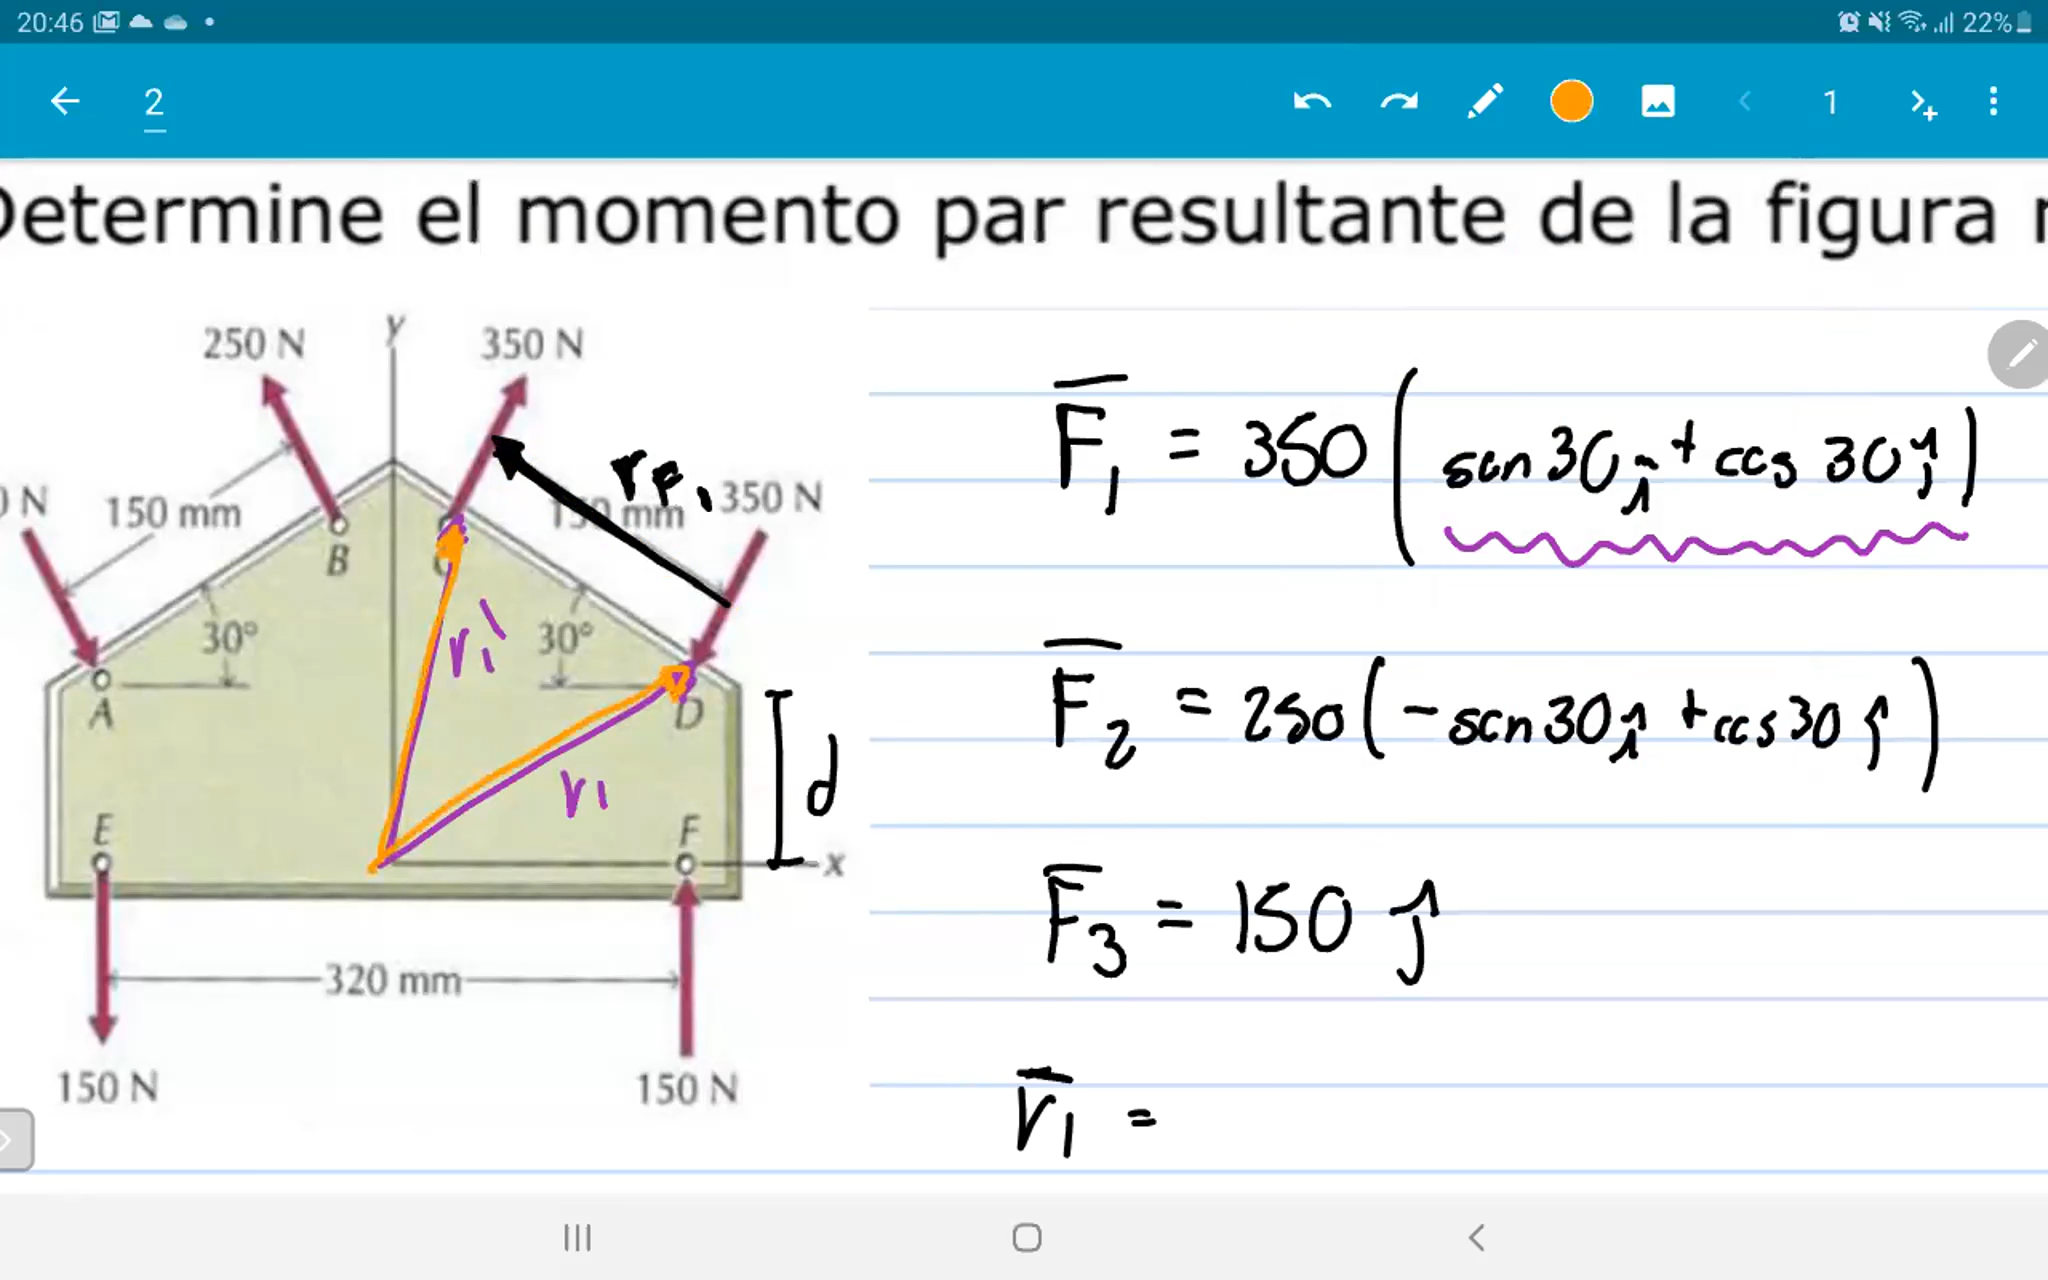 20:46 22%
2 1
Determine el momento par resultante de la figura
250 N y 350 N
0 N 150 mm rF1 mm 350 N
B C
30° r1' 30°
A D
d
r1
E F
x
320 mm
150 N 150 N
F1 = 350 ( sen 30 i + cos 30 j )
F2 = 250 ( - sen 30 i + cos 30 j )
F3 = 150 j
r1 =